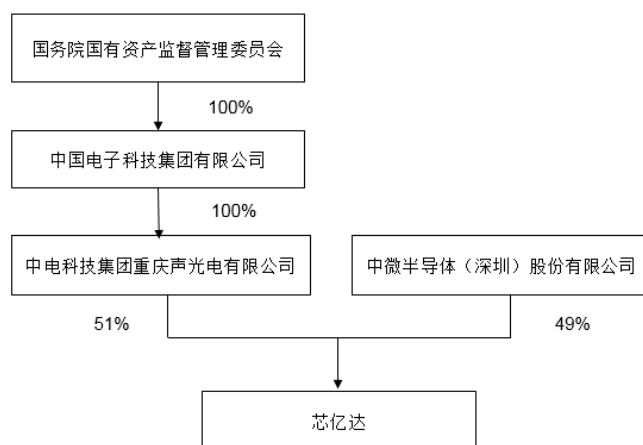 国务院国有资产监督管理委员会
100%
中国电子科技集团有限公司
100%
中电科技集团重庆声光电有限公司
中微半导体（深圳）股份有限公司
51%
49%
芯亿达